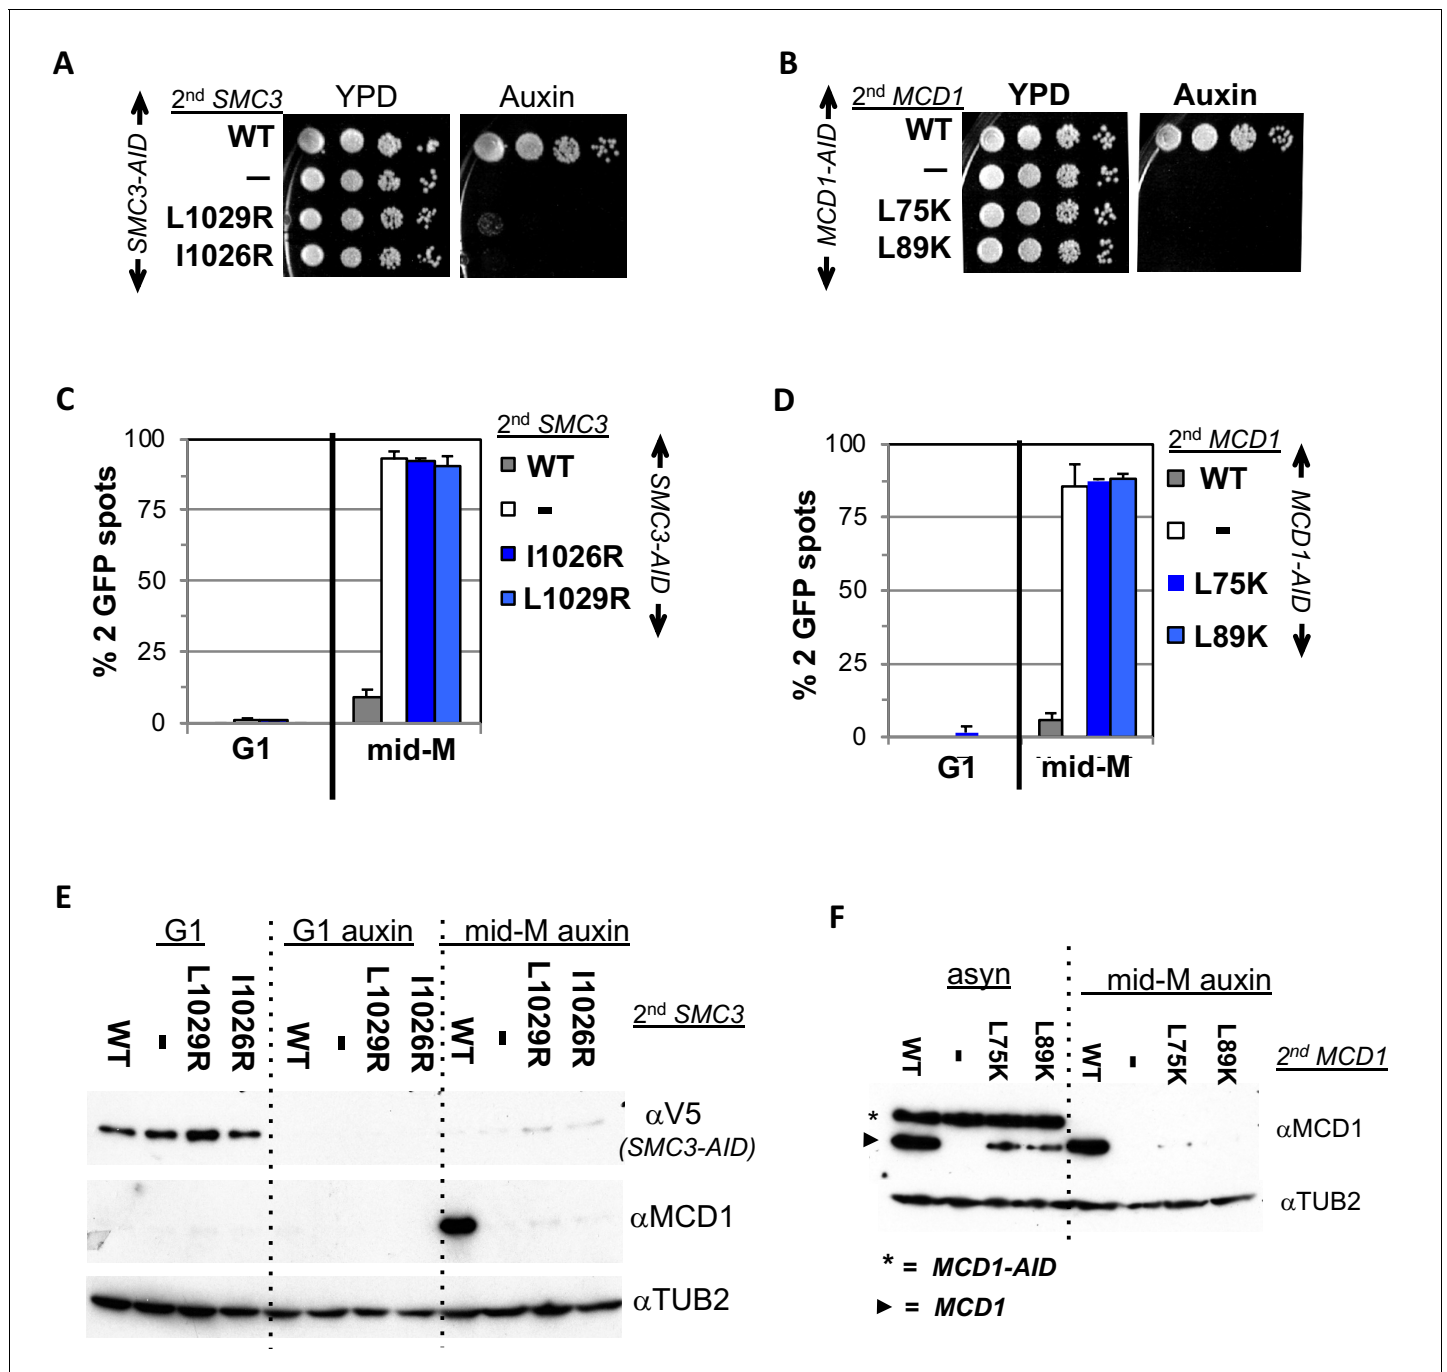 A
2nd SMC3
YPD
Auxin
SMC3-AID
WT
–
L1029R
I1026R
B
2nd MCD1
YPD
Auxin
MCD1-AID
WT
–
L75K
L89K
C
% 2 GFP spots
100
75
50
25
0
G1
mid-M
2nd SMC3
WT
-
I1026R
L1029R
SMC3-AID
D
% 2 GFP spots
100
75
50
25
0
G1
mid-M
2nd MCD1
WT
-
L75K
L89K
MCD1-AID
E
G1
G1 auxin
mid-M auxin
WT - L1029R I1026R WT - L1029R I1026R WT - L1029R I1026R
2nd SMC3
αV5
(SMC3-AID)
αMCD1
αTUB2
F
asyn
mid-M auxin
WT - L75K L89K WT - L75K L89K
2nd MCD1
*
►
αMCD1
αTUB2
* = MCD1-AID
► = MCD1